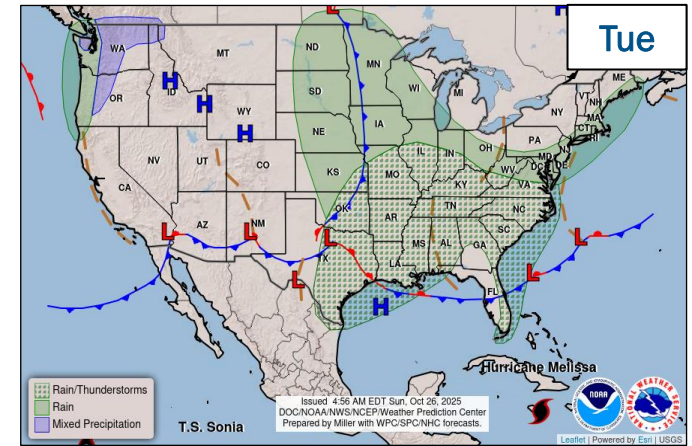 Tue
WA
MT
ND
MN
ME
OR
ID
SD
WI
MI
VT
NH
NY
MA
WY
IA
CT
RI
NE
PA
NJ
NV
UT
CO
IL
IN
OH
MD
DE
DC
WV
KS
MO
KY
VA
CA
AZ
NM
OK
AR
TN
NC
TX
MS
AL
GA
SC
LA
FL
H
H
H
H
H
L
L
L
L
L
L
L
Hurricane Melissa
T.S. Sonia
Rain/Thunderstorms
Rain
Mixed Precipitation
Issued 4:56 AM EDT Sun, Oct 26, 2025
DOC/NOAA/NWS/NCEP/Weather Prediction Center
Prepared by Miller with WPC/SPC/NHC forecasts.
NOAA
NATIONAL WEATHER SERVICE
Leaflet | Powered by Esri | USGS